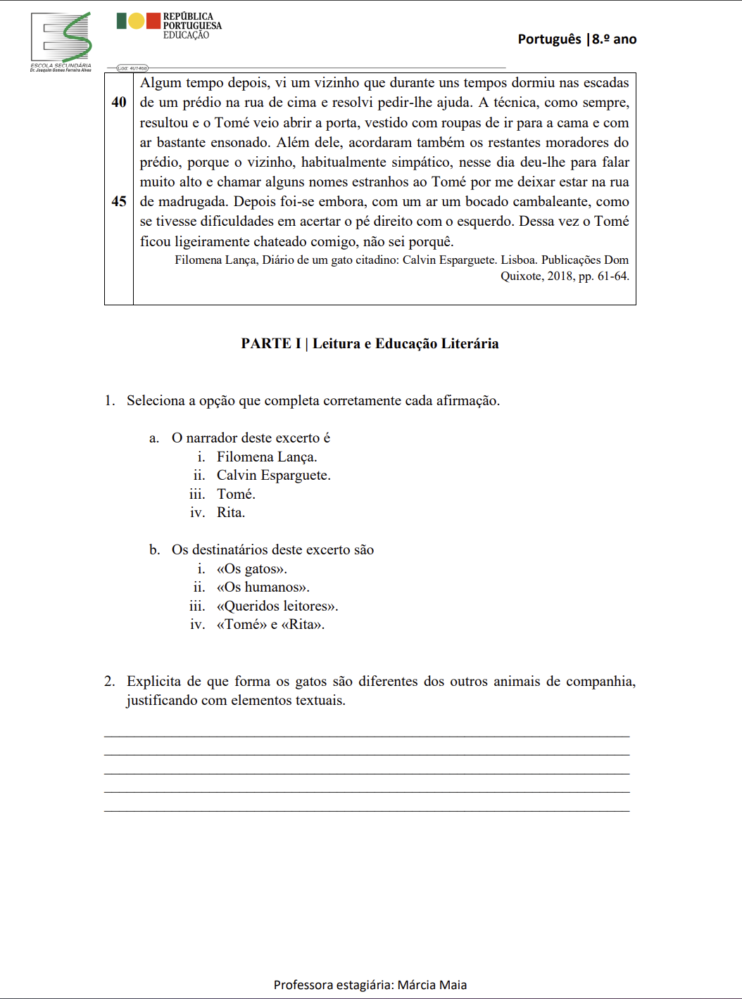 ESCOLA SECUNDÁRIA
Dr. Joaquim Gomes Ferreira Alves
REPÚBLICA
PORTUGUESA
EDUCAÇÃO
Cód: 401468
Português |8.º ano
Algum tempo depois, vi um vizinho que durante uns tempos dormiu nas escadas
40 de um prédio na rua de cima e resolvi pedir-lhe ajuda. A técnica, como sempre,
resultou e o Tomé veio abrir a porta, vestido com roupas de ir para a cama e com
ar bastante ensonado. Além dele, acordaram também os restantes moradores do
prédio, porque o vizinho, habitualmente simpático, nesse dia deu-lhe para falar
muito alto e chamar alguns nomes estranhos ao Tomé por me deixar estar na rua
45 de madrugada. Depois foi-se embora, com um ar um bocado cambaleante, como
se tivesse dificuldades em acertar o pé direito com o esquerdo. Dessa vez o Tomé
ficou ligeiramente chateado comigo, não sei porquê.
Filomena Lança, Diário de um gato citadino: Calvin Esparguete. Lisboa. Publicações Dom
Quixote, 2018, pp. 61-64.
PARTE I | Leitura e Educação Literária
1. Seleciona a opção que completa corretamente cada afirmação.
a. O narrador deste excerto é
i. Filomena Lança.
ii. Calvin Esparguete.
iii. Tomé.
iv. Rita.
b. Os destinatários deste excerto são
i. «Os gatos».
ii. «Os humanos».
iii. «Queridos leitores».
iv. «Tomé» e «Rita».
2. Explicita de que forma os gatos são diferentes dos outros animais de companhia,
justificando com elementos textuais.
Professora estagiária: Márcia Maia